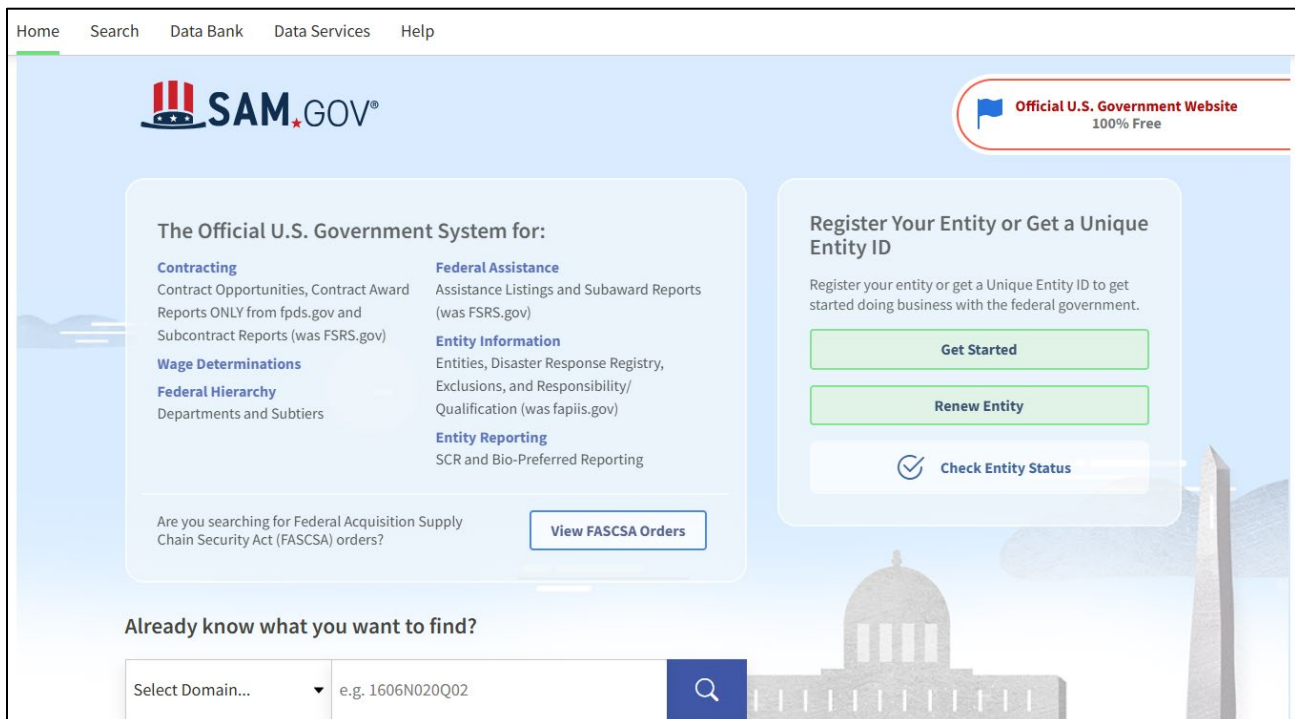 Home Search Data Bank Data Services Help
SAM.GOV®
Official U.S. Government Website
100% Free
The Official U.S. Government System for:
Contracting
Contract Opportunities, Contract Award
Reports ONLY from fpds.gov and
Subcontract Reports (was FSRS.gov)
Wage Determinations
Federal Hierarchy
Departments and Subtiers
Federal Assistance
Assistance Listings and Subaward Reports
(was FSRS.gov)
Entity Information
Entities, Disaster Response Registry,
Exclusions, and Responsibility/
Qualification (was fapiis.gov)
Entity Reporting
SCR and Bio-Preferred Reporting
Are you searching for Federal Acquisition Supply
Chain Security Act (FASCSA) orders?
View FASCSA Orders
Register Your Entity or Get a Unique
Entity ID
Register your entity or get a Unique Entity ID to get
started doing business with the federal government.
Get Started
Renew Entity
Check Entity Status
Already know what you want to find?
Select Domain...
e.g. 1606N020Q02